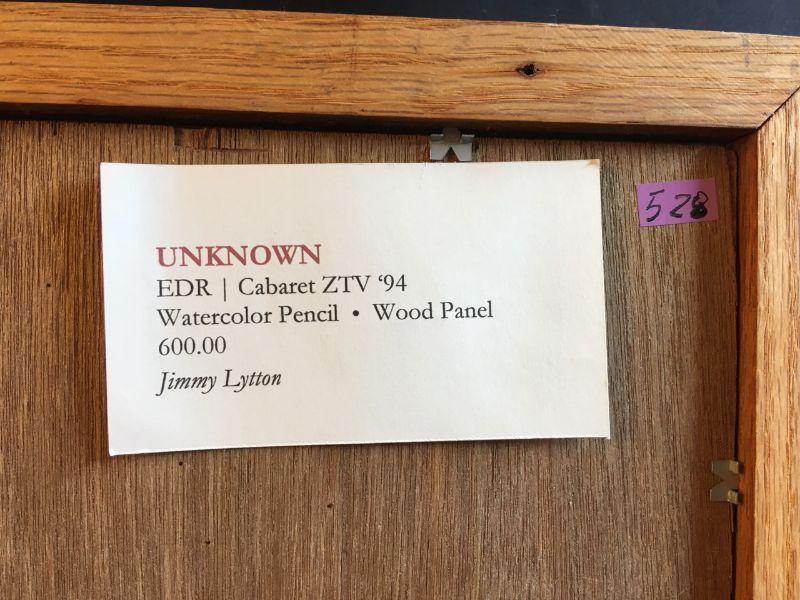 UNKNOWN
EDR | Cabaret ZTV ‘94
Watercolor Pencil • Wood Panel
600.00
Jimmy Lytton
528